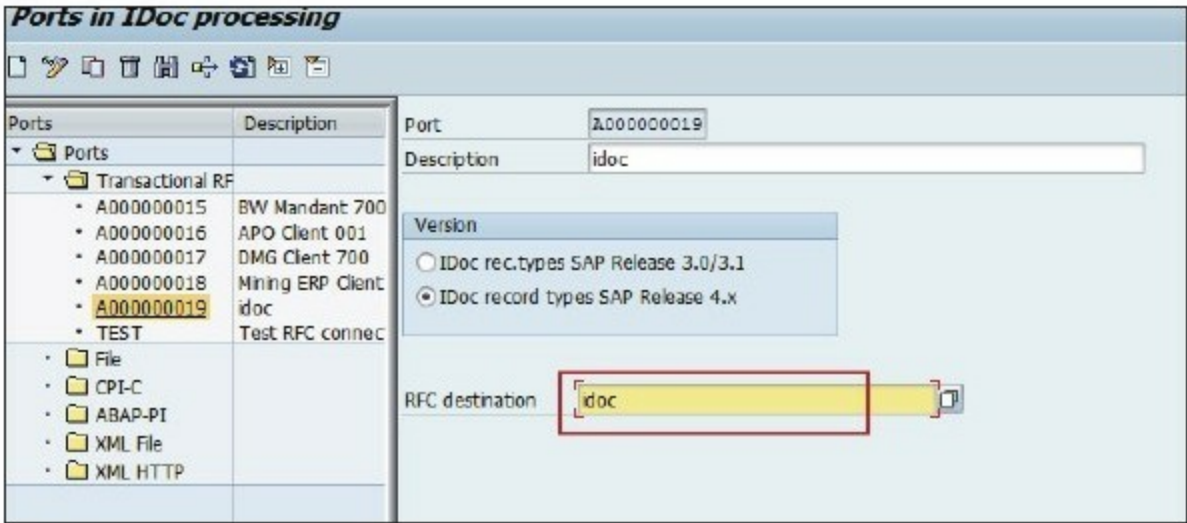 Ports in IDoc processing
Ports Description
Ports
Transactional RF
A000000015 BW Mandant 700
A000000016 APO Client 001
A000000017 DMG Client 700
A000000018 Mining ERP Client
A000000019 idoc
TEST Test RFC connec
File
CPI-C
ABAP-PI
XML File
XML HTTP
Port A000000019
Description idoc
Version
IDoc rec.types SAP Release 3.0/3.1
IDoc record types SAP Release 4.x
RFC destination idoc